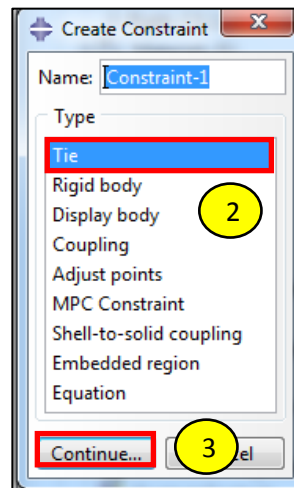 Create Constraint
Name: Constraint-1
Type
Tie
Rigid body
Display body
2
Coupling
Adjust points
MPC Constraint
Shell-to-solid coupling
Embedded region
Equation
Continue... 3